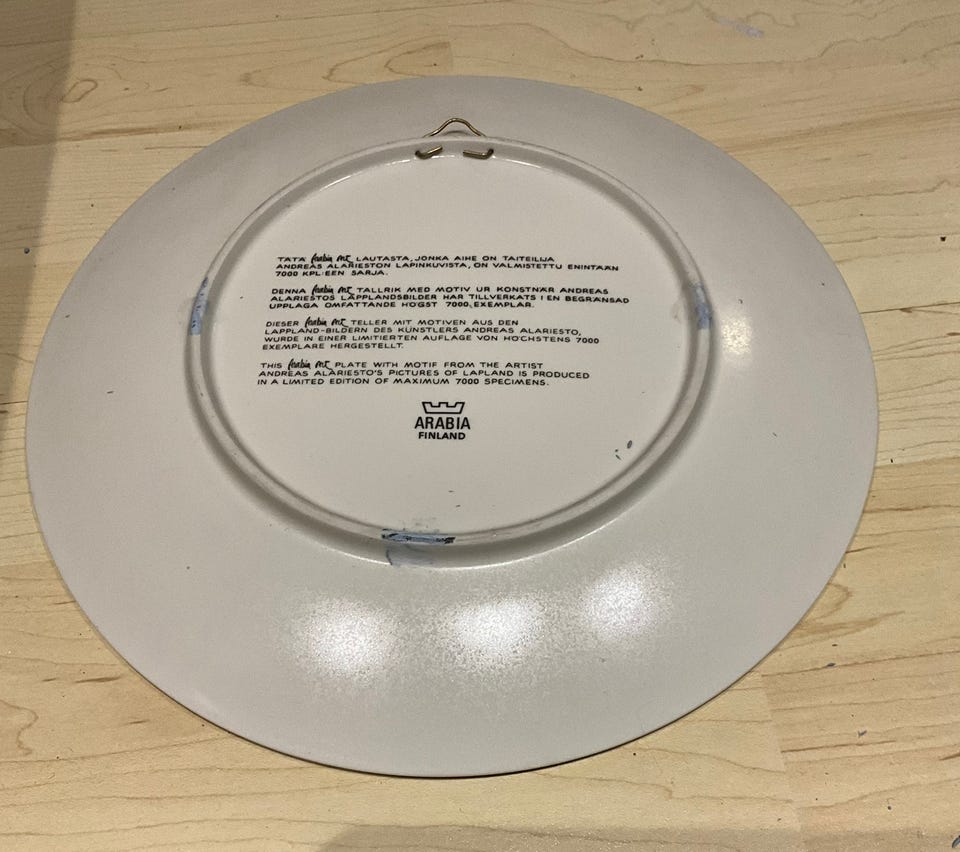 TÄTÄ Arabia Art LAUTASTA, JONKA AIHE ON TAITEILIJA
ANDREAS ALARIESTON LAPINKUVISTA, ON VALMISTETTU ENINTÄÄN
7000 KPL:EEN SARJA.
DENNA Arabia Art TALLRIK MED MOTIV UR KONSTNÄR ANDREAS
ALARIESTOS LAPPLANDSBILDER HAR TILLVERKATS I EN BEGRÄNSAD
UPPLAGA OMFATTANDE HÖGST 7000 EXEMPLAR.
DIESER Arabia Art TELLER MIT MOTIVEN AUS DEN
LAPPLAND-BILDERN DES KÜNSTLERS ANDREAS ALARIESTO,
WURDE IN EINER LIMITIERTEN AUFLAGE VON HÖCHSTENS 7000
EXEMPLARE HERGESTELLT.
THIS Arabia Art PLATE WITH MOTIF FROM THE ARTIST
ANDREAS ALARIESTO'S PICTURES OF LAPLAND IS PRODUCED
IN A LIMITED EDITION OF MAXIMUM 7000 SPECIMENS.
ARABIA
FINLAND